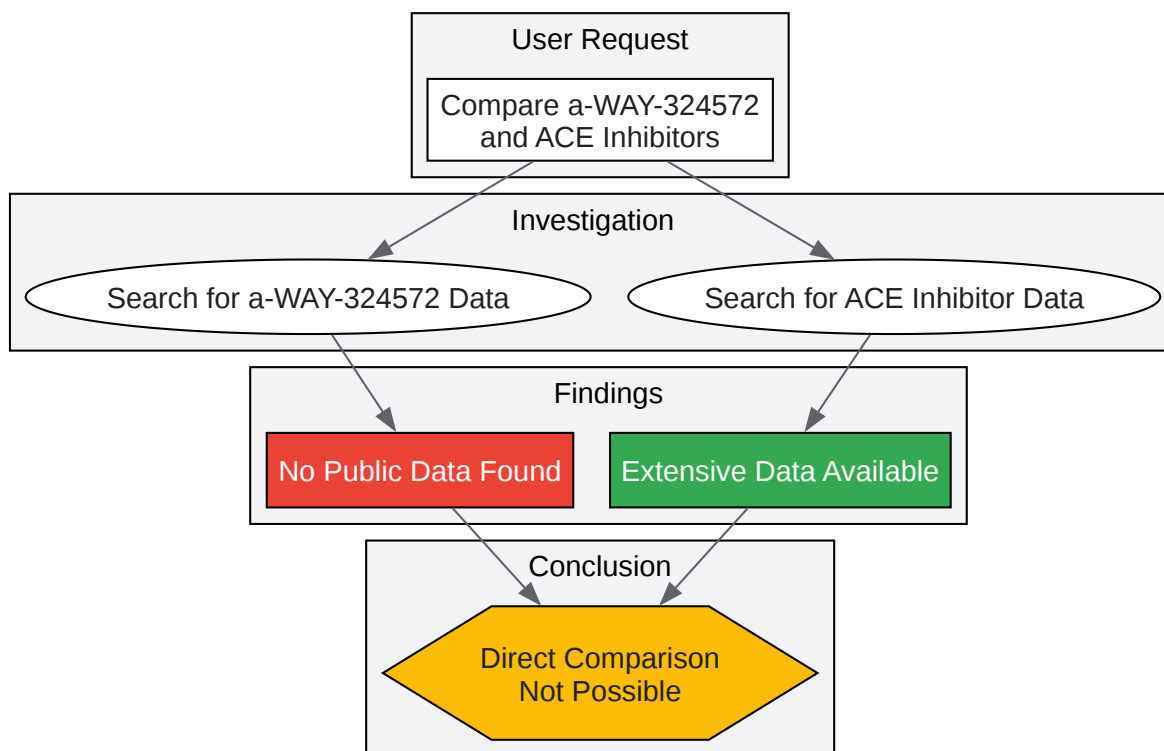 User Request
Compare a-WAY-324572
and ACE Inhibitors
Investigation
Search for a-WAY-324572 Data
Search for ACE Inhibitor Data
Findings
No Public Data Found
Extensive Data Available
Conclusion
Direct Comparison
Not Possible